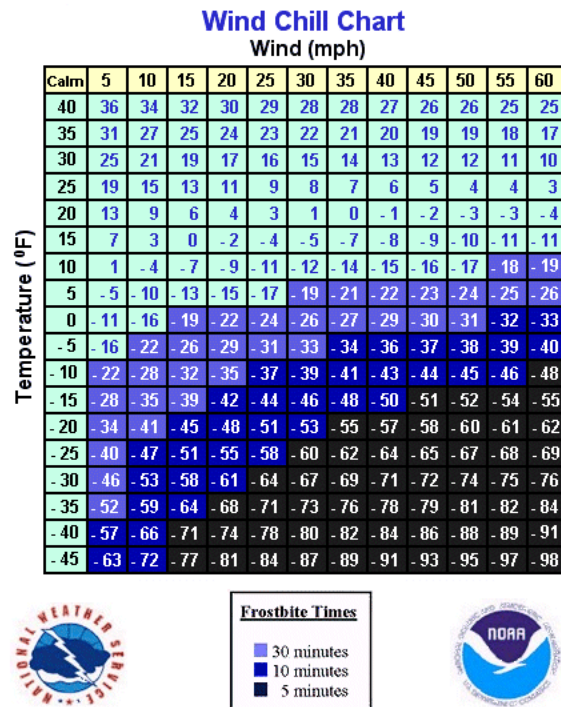 Wind Chill Chart
Wind (mph)
Temperature (⁰F)
Calm 5 10 15 20 25 30 35 40 45 50 55 60
40 36 34 32 30 29 28 28 27 26 26 25 25
35 31 27 25 24 23 22 21 20 19 19 18 17
30 25 21 19 17 16 15 14 13 12 12 11 10
25 19 15 13 11 9 8 7 6 5 4 4 3
20 13 9 6 4 3 1 0 - 1 - 2 - 3 - 3 - 4
15 7 3 0 - 2 - 4 - 5 - 7 - 8 - 9 - 10 - 11 - 11
10 1 - 4 - 7 - 9 - 11 - 12 - 14 - 15 - 16 - 17 - 18 - 19
5 - 5 - 10 - 13 - 15 - 17 - 19 - 21 - 22 - 23 - 24 - 25 - 26
0 - 11 - 16 - 19 - 22 - 24 - 26 - 27 - 29 - 30 - 31 - 32 - 33
- 5 - 16 - 22 - 26 - 29 - 31 - 33 - 34 - 36 - 37 - 38 - 39 - 40
- 10 - 22 - 28 - 32 - 35 - 37 - 39 - 41 - 43 - 44 - 45 - 46 - 48
- 15 - 28 - 35 - 39 - 42 - 44 - 46 - 48 - 50 - 51 - 52 - 54 - 55
- 20 - 34 - 41 - 45 - 48 - 51 - 53 - 55 - 57 - 58 - 60 - 61 - 62
- 25 - 40 - 47 - 51 - 55 - 58 - 60 - 62 - 64 - 65 - 67 - 68 - 69
- 30 - 46 - 53 - 58 - 61 - 64 - 67 - 69 - 71 - 72 - 74 - 75 - 76
- 35 - 52 - 59 - 64 - 68 - 71 - 73 - 76 - 78 - 79 - 81 - 82 - 84
- 40 - 57 - 66 - 71 - 74 - 78 - 80 - 82 - 84 - 86 - 88 - 89 - 91
- 45 - 63 - 72 - 77 - 81 - 84 - 87 - 89 - 91 - 93 - 95 - 97 - 98
NATIONAL WEATHER SERVICE
Frostbite Times
30 minutes
10 minutes
5 minutes
NOAA